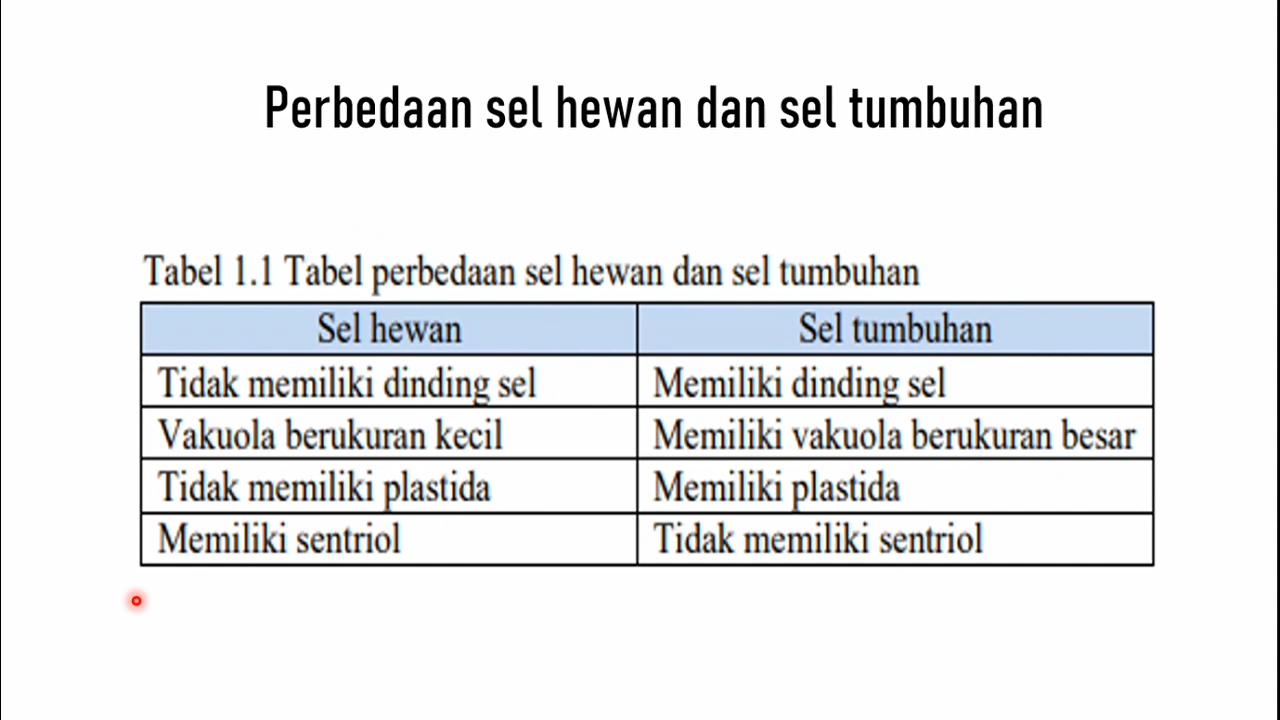 Perbedaan sel hewan dan sel tumbuhan
Tabel 1.1 Tabel perbedaan sel hewan dan sel tumbuhan
Sel hewan Sel tumbuhan
Tidak memiliki dinding sel Memiliki dinding sel
Vakuola berukuran kecil Memiliki vakuola berukuran besar
Tidak memiliki plastida Memiliki plastida
Memiliki sentriol Tidak memiliki sentriol